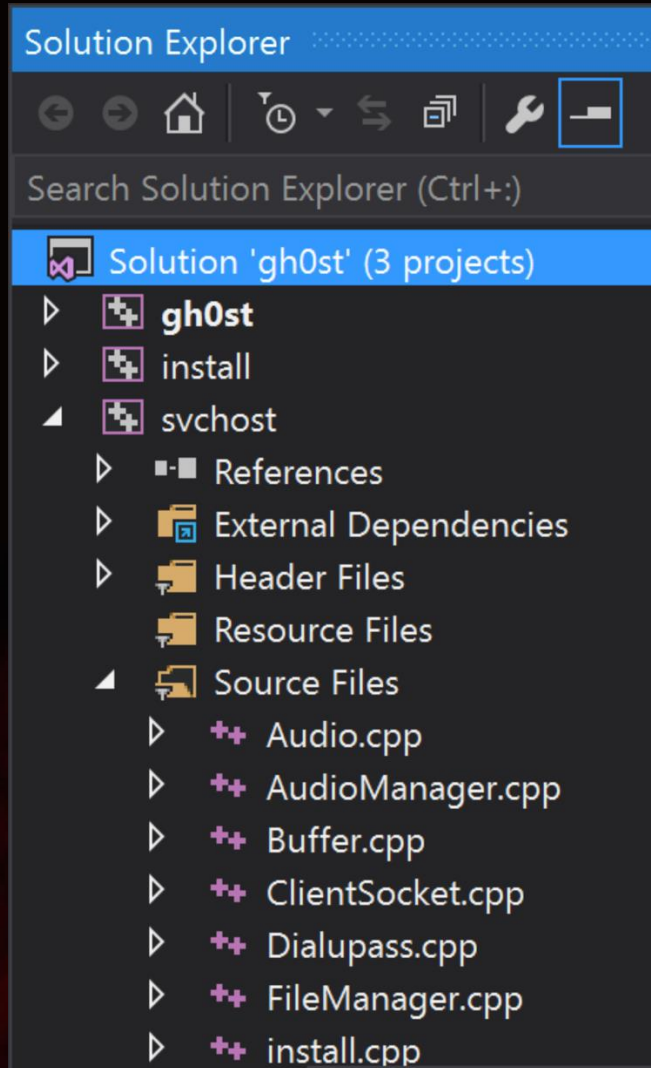 Solution Explorer
Search Solution Explorer (Ctrl+:)
Solution 'gh0st' (3 projects)
gh0st
install
svchost
References
External Dependencies
Header Files
Resource Files
Source Files
Audio.cpp
AudioManager.cpp
Buffer.cpp
ClientSocket.cpp
Dialupass.cpp
FileManager.cpp
install.cpp